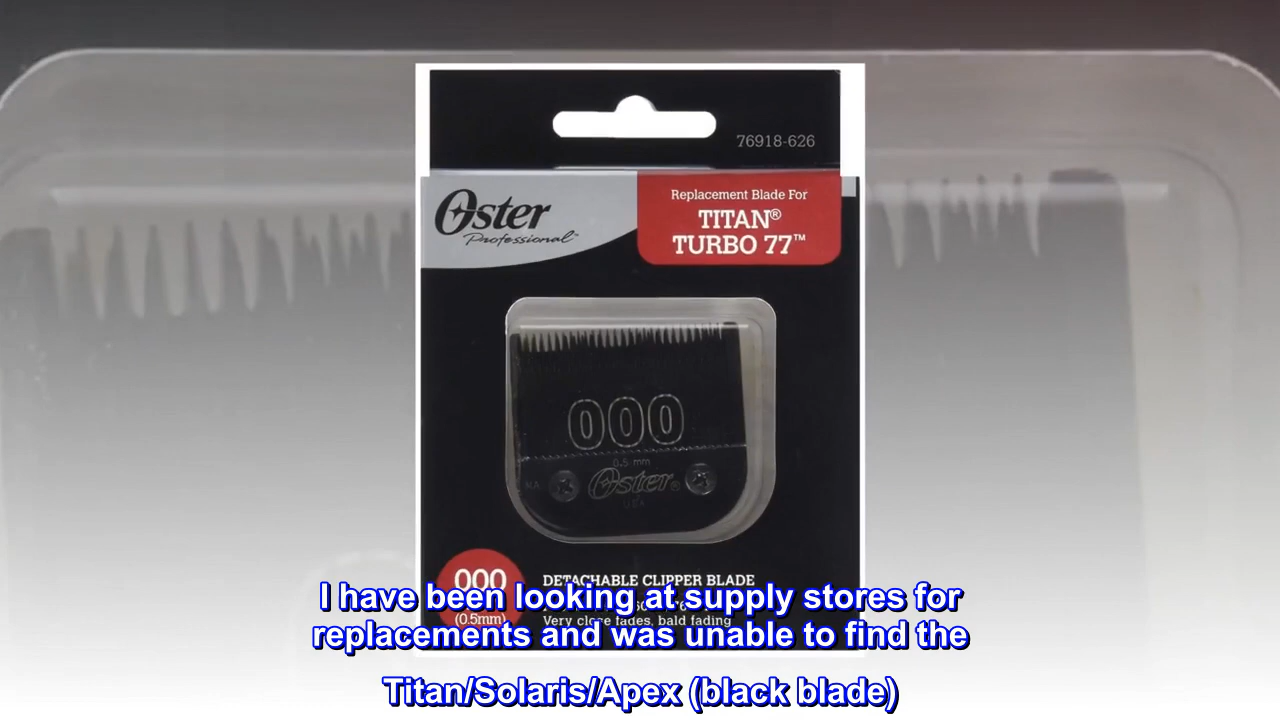 76918-626
Oster
Professional™
Replacement Blade For
TITAN®
TURBO 77™
000
0.5 mm
Oster®
USA
000
(0.5mm)
DETACHABLE CLIPPER BLADE
Very close fades, bald fading
I have been looking at supply stores for
replacements and was unable to find the
Titan/Solaris/Apex (black blade)